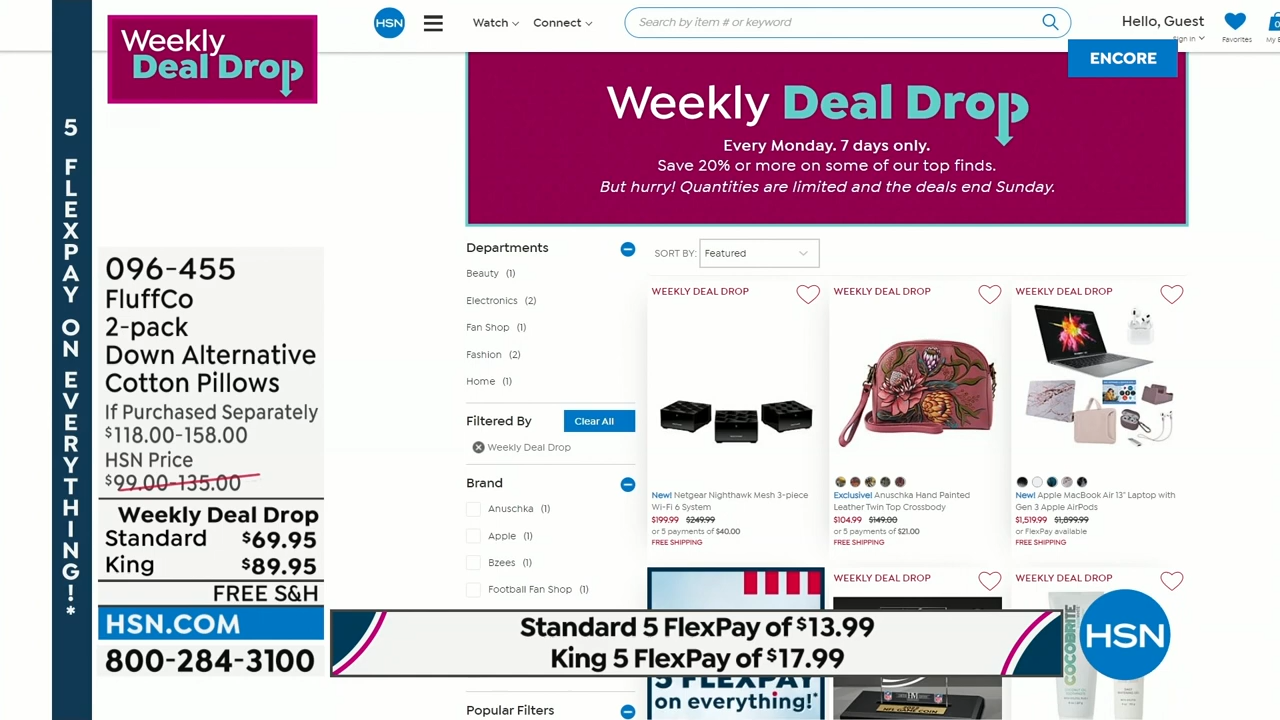 Weekly
Deal Drop
5 FLEXPAY ON EVERYTHING!*
096-455
FluffCo
2-pack
Down Alternative
Cotton Pillows
If Purchased Separately
$118.00-158.00
HSN Price
$99.00-135.00
Weekly Deal Drop
Standard $69.95
King $89.95
FREE S&H
HSN.COM
800-284-3100
HSN
Watch
Connect
Search by item # or keyword
Hello, Guest
Sign In
Favorites
ENCORE
Weekly Deal Drop
Every Monday. 7 days only.
Save 20% or more on some of our top finds.
But hurry! Quantities are limited and the deals end Sunday.
Departments
Beauty (1)
Electronics (2)
Fan Shop (1)
Fashion (2)
Home (1)
Filtered By
Clear All
Weekly Deal Drop
Brand
Anuschka (1)
Apple (1)
Bzees (1)
Football Fan Shop (1)
Popular Filters
SORT BY: Featured
WEEKLY DEAL DROP
New! Netgear Nighthawk Mesh 3-piece
Wi-Fi 6 System
$199.99 $249.99
or 5 payments of $40.00
FREE SHIPPING
WEEKLY DEAL DROP
Exclusive! Anuschka Hand Painted
Leather Twin Top Crossbody
$104.99 $149.00
or 5 payments of $21.00
FREE SHIPPING
WEEKLY DEAL DROP
New! Apple MacBook Air 13" Laptop with
Gen 3 Apple AirPods
$1,519.99 $1,899.99
or FlexPay available
FREE SHIPPING
WEEKLY DEAL DROP
WEEKLY DEAL DROP
5 FLEXPAY
on everything!*
NFL GAME COIN
COCOBRITE
Standard 5 FlexPay of $13.99
King 5 FlexPay of $17.99
HSN